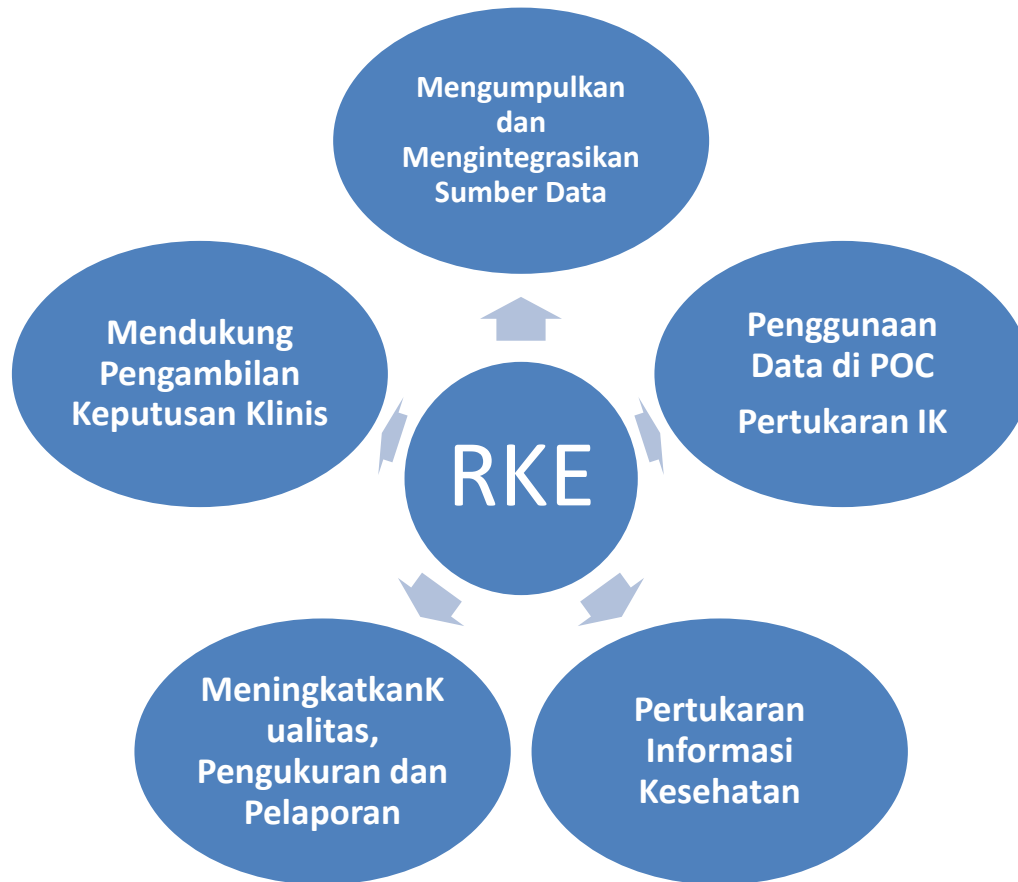 Mengumpulkan
dan
Mengintegrasikan
Sumber Data
Mendukung
Pengambilan
Keputusan Klinis
Penggunaan
Data di POC
Pertukaran IK
RKE
MeningkatkanK
ualitas,
Pengukuran dan
Pelaporan
Pertukaran
Informasi
Kesehatan